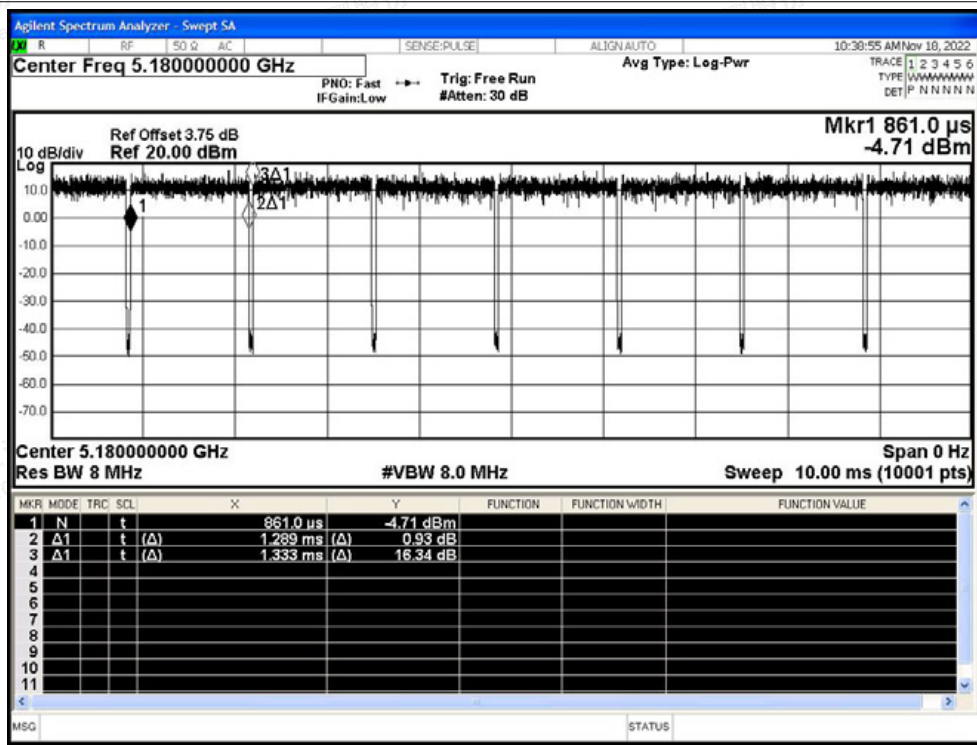 Agilent Spectrum Analyzer - Swept SA
R RF 50 Ω AC SENSE:PULSE ALIGN AUTO 10:38:55 AM Nov 18, 2022
Center Freq 5.180000000 GHz Avg Type: Log-Pwr TRACE 1 2 3 4 5 6
PNO: Fast Trig: Free Run TYPE WWWWWW
IFGain:Low #Atten: 30 dB DET P N N N N N
Mkr1 861.0 µs
Ref Offset 3.75 dB
10 dB/div Ref 20.00 dBm -4.71 dBm
Log
3Δ1
10.0
2Δ1
1
0.00
-10.0
-20.0
-30.0
-40.0
-50.0
-60.0
-70.0
Center 5.180000000 GHz Span 0 Hz
Res BW 8 MHz #VBW 8.0 MHz Sweep 10.00 ms (10001 pts)
MKR MODE TRC SCL X Y FUNCTION FUNCTION WIDTH FUNCTION VALUE
1 N t 861.0 µs -4.71 dBm
2 Δ1 t (Δ) 1.289 ms (Δ) 0.93 dB
3 Δ1 t (Δ) 1.333 ms (Δ) 16.34 dB
4
5
6
7
8
9
10
11
MSG STATUS